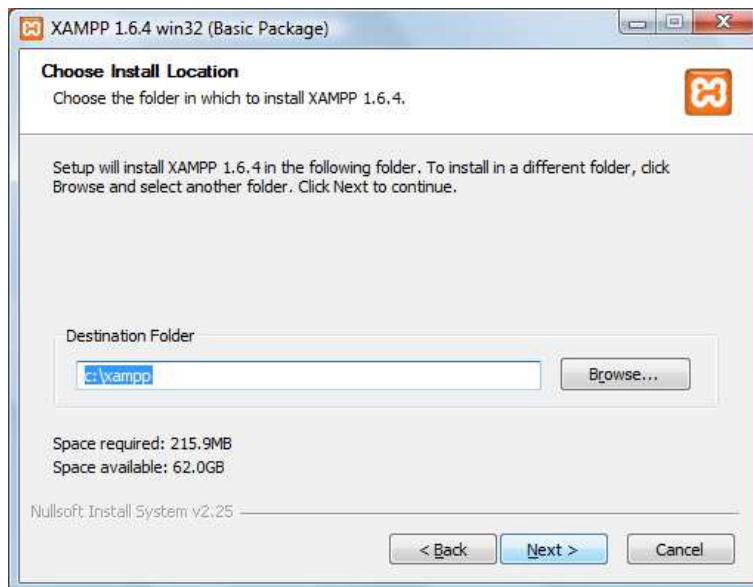 XAMPP 1.6.4 win32 (Basic Package)
Choose Install Location
Choose the folder in which to install XAMPP 1.6.4.
Setup will install XAMPP 1.6.4 in the following folder. To install in a different folder, click
Browse and select another folder. Click Next to continue.
Destination Folder
c:\xampp
Browse...
Space required: 215.9MB
Space available: 62.0GB
Nullsoft Install System v2.25
< Back
Next >
Cancel